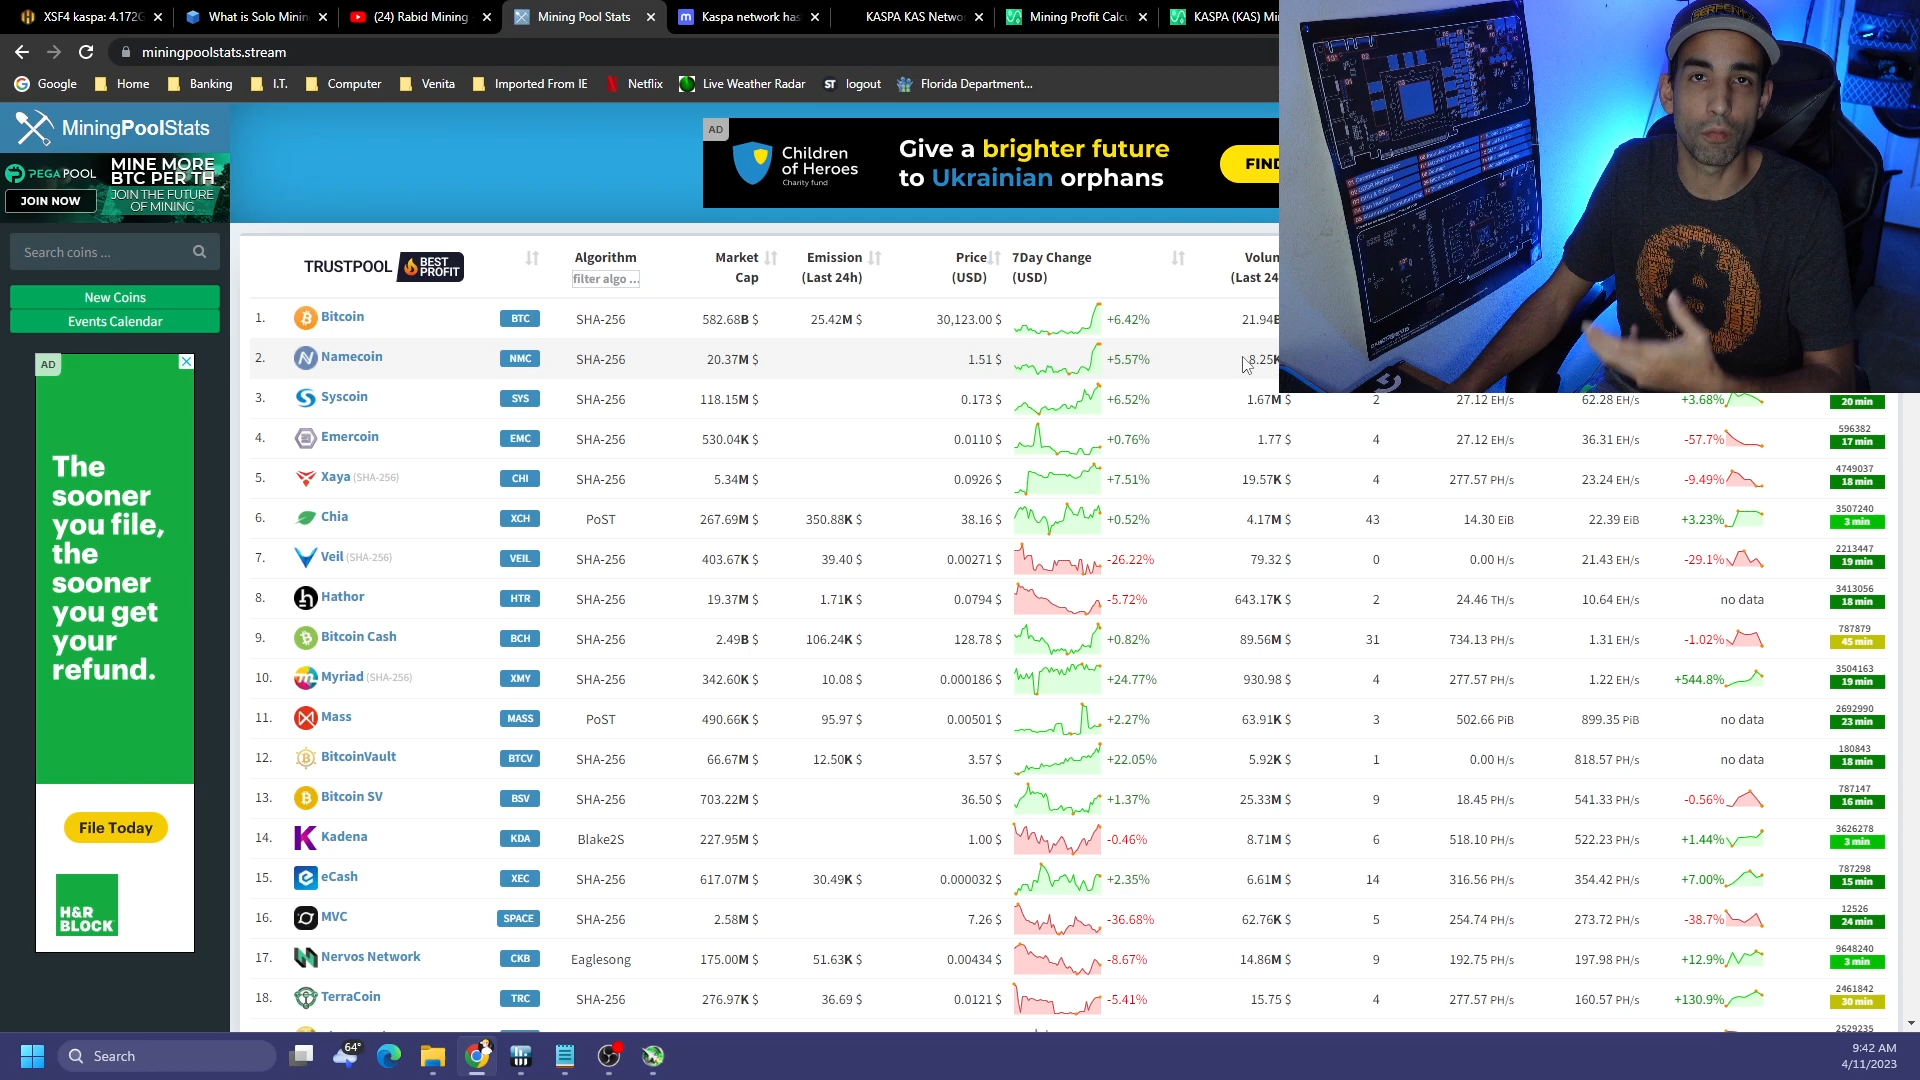 XSF4 kaspa: 4.172G
What is Solo Minin
(24) Rabid Mining
Mining Pool Stats
Kaspa network has
KASPA KAS Netwo
Mining Profit Calcu
KASPA (KAS) Mi
miningpoolstats.stream
Google Home Banking I.T. Computer Venita Imported From IE Netflix Live Weather Radar logout Florida Department...
MiningPoolStats
PEGA POOL
MINE MORE
BTC PER TH
JOIN NOW
JOIN THE FUTURE
OF MINING
AD
Children
of Heroes
Charity fund
Give a brighter future
to Ukrainian orphans
FIND
SERPENT
Search coins ...
New Coins
Events Calendar
AD
The
sooner
you file,
the
sooner
you get
your
refund.
File Today
H&R
BLOCK
TRUSTPOOL BEST PROFIT
Algorithm
filter algo ...
Market
Cap
Emission
(Last 24h)
Price
(USD)
7Day Change
(USD)
Volum
(Last 24
1. Bitcoin BTC SHA-256 582.68B $ 25.42M $ 30,123.00 $ +6.42% 21.94B
2. Namecoin NMC SHA-256 20.37M $ 1.51 $ +5.57% 8.25K
3. Syscoin SYS SHA-256 118.15M $ 0.173 $ +6.52% 1.67M $ 2 27.12 EH/s 62.28 EH/s +3.68% 20 min
4. Emercoin EMC SHA-256 530.04K $ 0.0110 $ +0.76% 1.77 $ 4 27.12 EH/s 36.31 EH/s -57.7% 596382 17 min
5. Xaya (SHA-256) CHI SHA-256 5.34M $ 0.0926 $ +7.51% 19.57K $ 4 277.57 PH/s 23.24 EH/s -9.49% 4749037 18 min
6. Chia XCH PoST 267.69M $ 350.88K $ 38.16 $ +0.52% 4.17M $ 43 14.30 EiB 22.39 EiB +3.23% 3507240 3 min
7. Veil (SHA-256) VEIL SHA-256 403.67K $ 39.40 $ 0.00271 $ -26.22% 79.32 $ 0 0.00 H/s 21.43 EH/s -29.1% 2213447 19 min
8. Hathor HTR SHA-256 19.37M $ 1.71K $ 0.0794 $ -5.72% 643.17K $ 2 24.46 TH/s 10.64 EH/s no data 3413056 18 min
9. Bitcoin Cash BCH SHA-256 2.49B $ 106.24K $ 128.78 $ +0.82% 89.56M $ 31 734.13 PH/s 1.31 EH/s -1.02% 787879 45 min
10. Myriad (SHA-256) XMY SHA-256 342.60K $ 10.08 $ 0.000186 $ +24.77% 930.98 $ 4 277.57 PH/s 1.22 EH/s +544.8% 3504163 19 min
11. Mass MASS PoST 490.66K $ 95.97 $ 0.00501 $ +2.27% 63.91K $ 3 502.66 PiB 899.35 PiB no data 2692990 23 min
12. BitcoinVault BTCV SHA-256 66.67M $ 12.50K $ 3.57 $ +22.05% 5.92K $ 1 0.00 H/s 818.57 PH/s no data 180843 18 min
13. Bitcoin SV BSV SHA-256 703.22M $ 36.50 $ +1.37% 25.33M $ 9 18.45 PH/s 541.33 PH/s -0.56% 787147 16 min
14. Kadena KDA Blake2S 227.95M $ 1.00 $ -0.46% 8.71M $ 6 518.10 PH/s 522.23 PH/s +1.44% 3626278 3 min
15. eCash XEC SHA-256 617.07M $ 30.49K $ 0.000032 $ +2.35% 6.61M $ 14 316.56 PH/s 354.42 PH/s +7.00% 787298 15 min
16. MVC SPACE SHA-256 2.58M $ 7.26 $ -36.68% 62.76K $ 5 254.74 PH/s 273.72 PH/s -38.7% 12526 24 min
17. Nervos Network CKB Eaglesong 175.00M $ 51.63K $ 0.00434 $ -8.67% 14.86M $ 9 192.75 PH/s 197.98 PH/s +12.9% 9648240 3 min
18. TerraCoin TRC SHA-256 276.97K $ 36.69 $ 0.0121 $ -5.41% 15.75 $ 4 277.57 PH/s 160.57 PH/s +130.9% 2461842 30 min
2529235
Search
64°
9:42 AM
4/11/2023